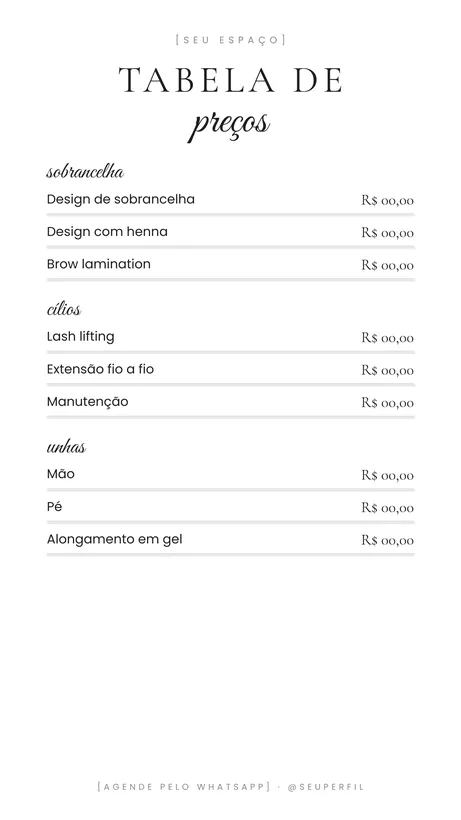 [SEU ESPAÇO]
TABELA DE
preços
sobrancelha
Design de sobrancelha R$ 00,00
Design com henna R$ 00,00
Brow lamination R$ 00,00
cílios
Lash lifting R$ 00,00
Extensão fio a fio R$ 00,00
Manutenção R$ 00,00
unhas
Mão R$ 00,00
Pé R$ 00,00
Alongamento em gel R$ 00,00
[AGENDE PELO WHATSAPP] · @SEUPERFIL